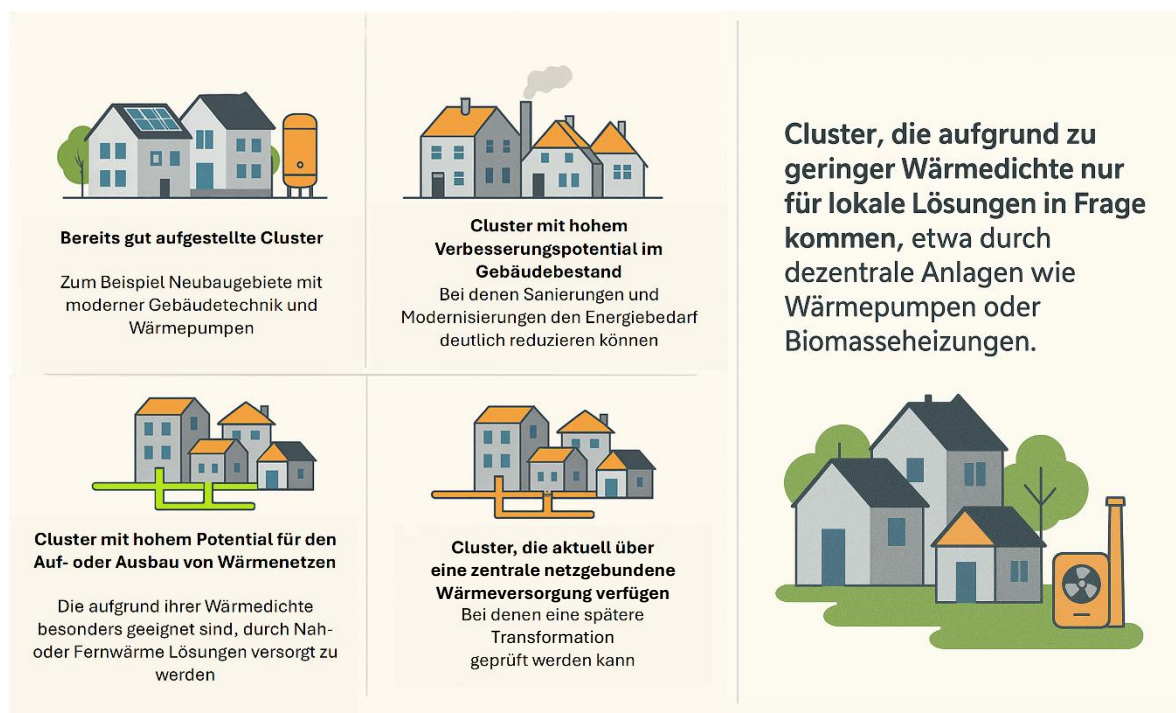 Bereits gut aufgestellte Cluster
Zum Beispiel Neubaugebiete mit
moderner Gebäudetechnik und
Wärmepumpen
Cluster mit hohem
Verbesserungspotential im
Gebäudebestand
Bei denen Sanierungen und
Modernisierungen den Energiebedarf
deutlich reduzieren können
Cluster mit hohem Potential für den
Auf- oder Ausbau von Wärmenetzen
Die aufgrund ihrer Wärmedichte
besonders geeignet sind, durch Nah-
oder Fernwärme Lösungen versorgt zu
werden
Cluster, die aktuell über
eine zentrale netzgebundene
Wärmeversorgung verfügen
Bei denen eine spätere
Transformation
geprüft werden kann
Cluster, die aufgrund zu
geringer Wärmedichte nur
für lokale Lösungen in Frage
kommen, etwa durch
dezentrale Anlagen wie
Wärmepumpen oder
Biomasseheizungen.